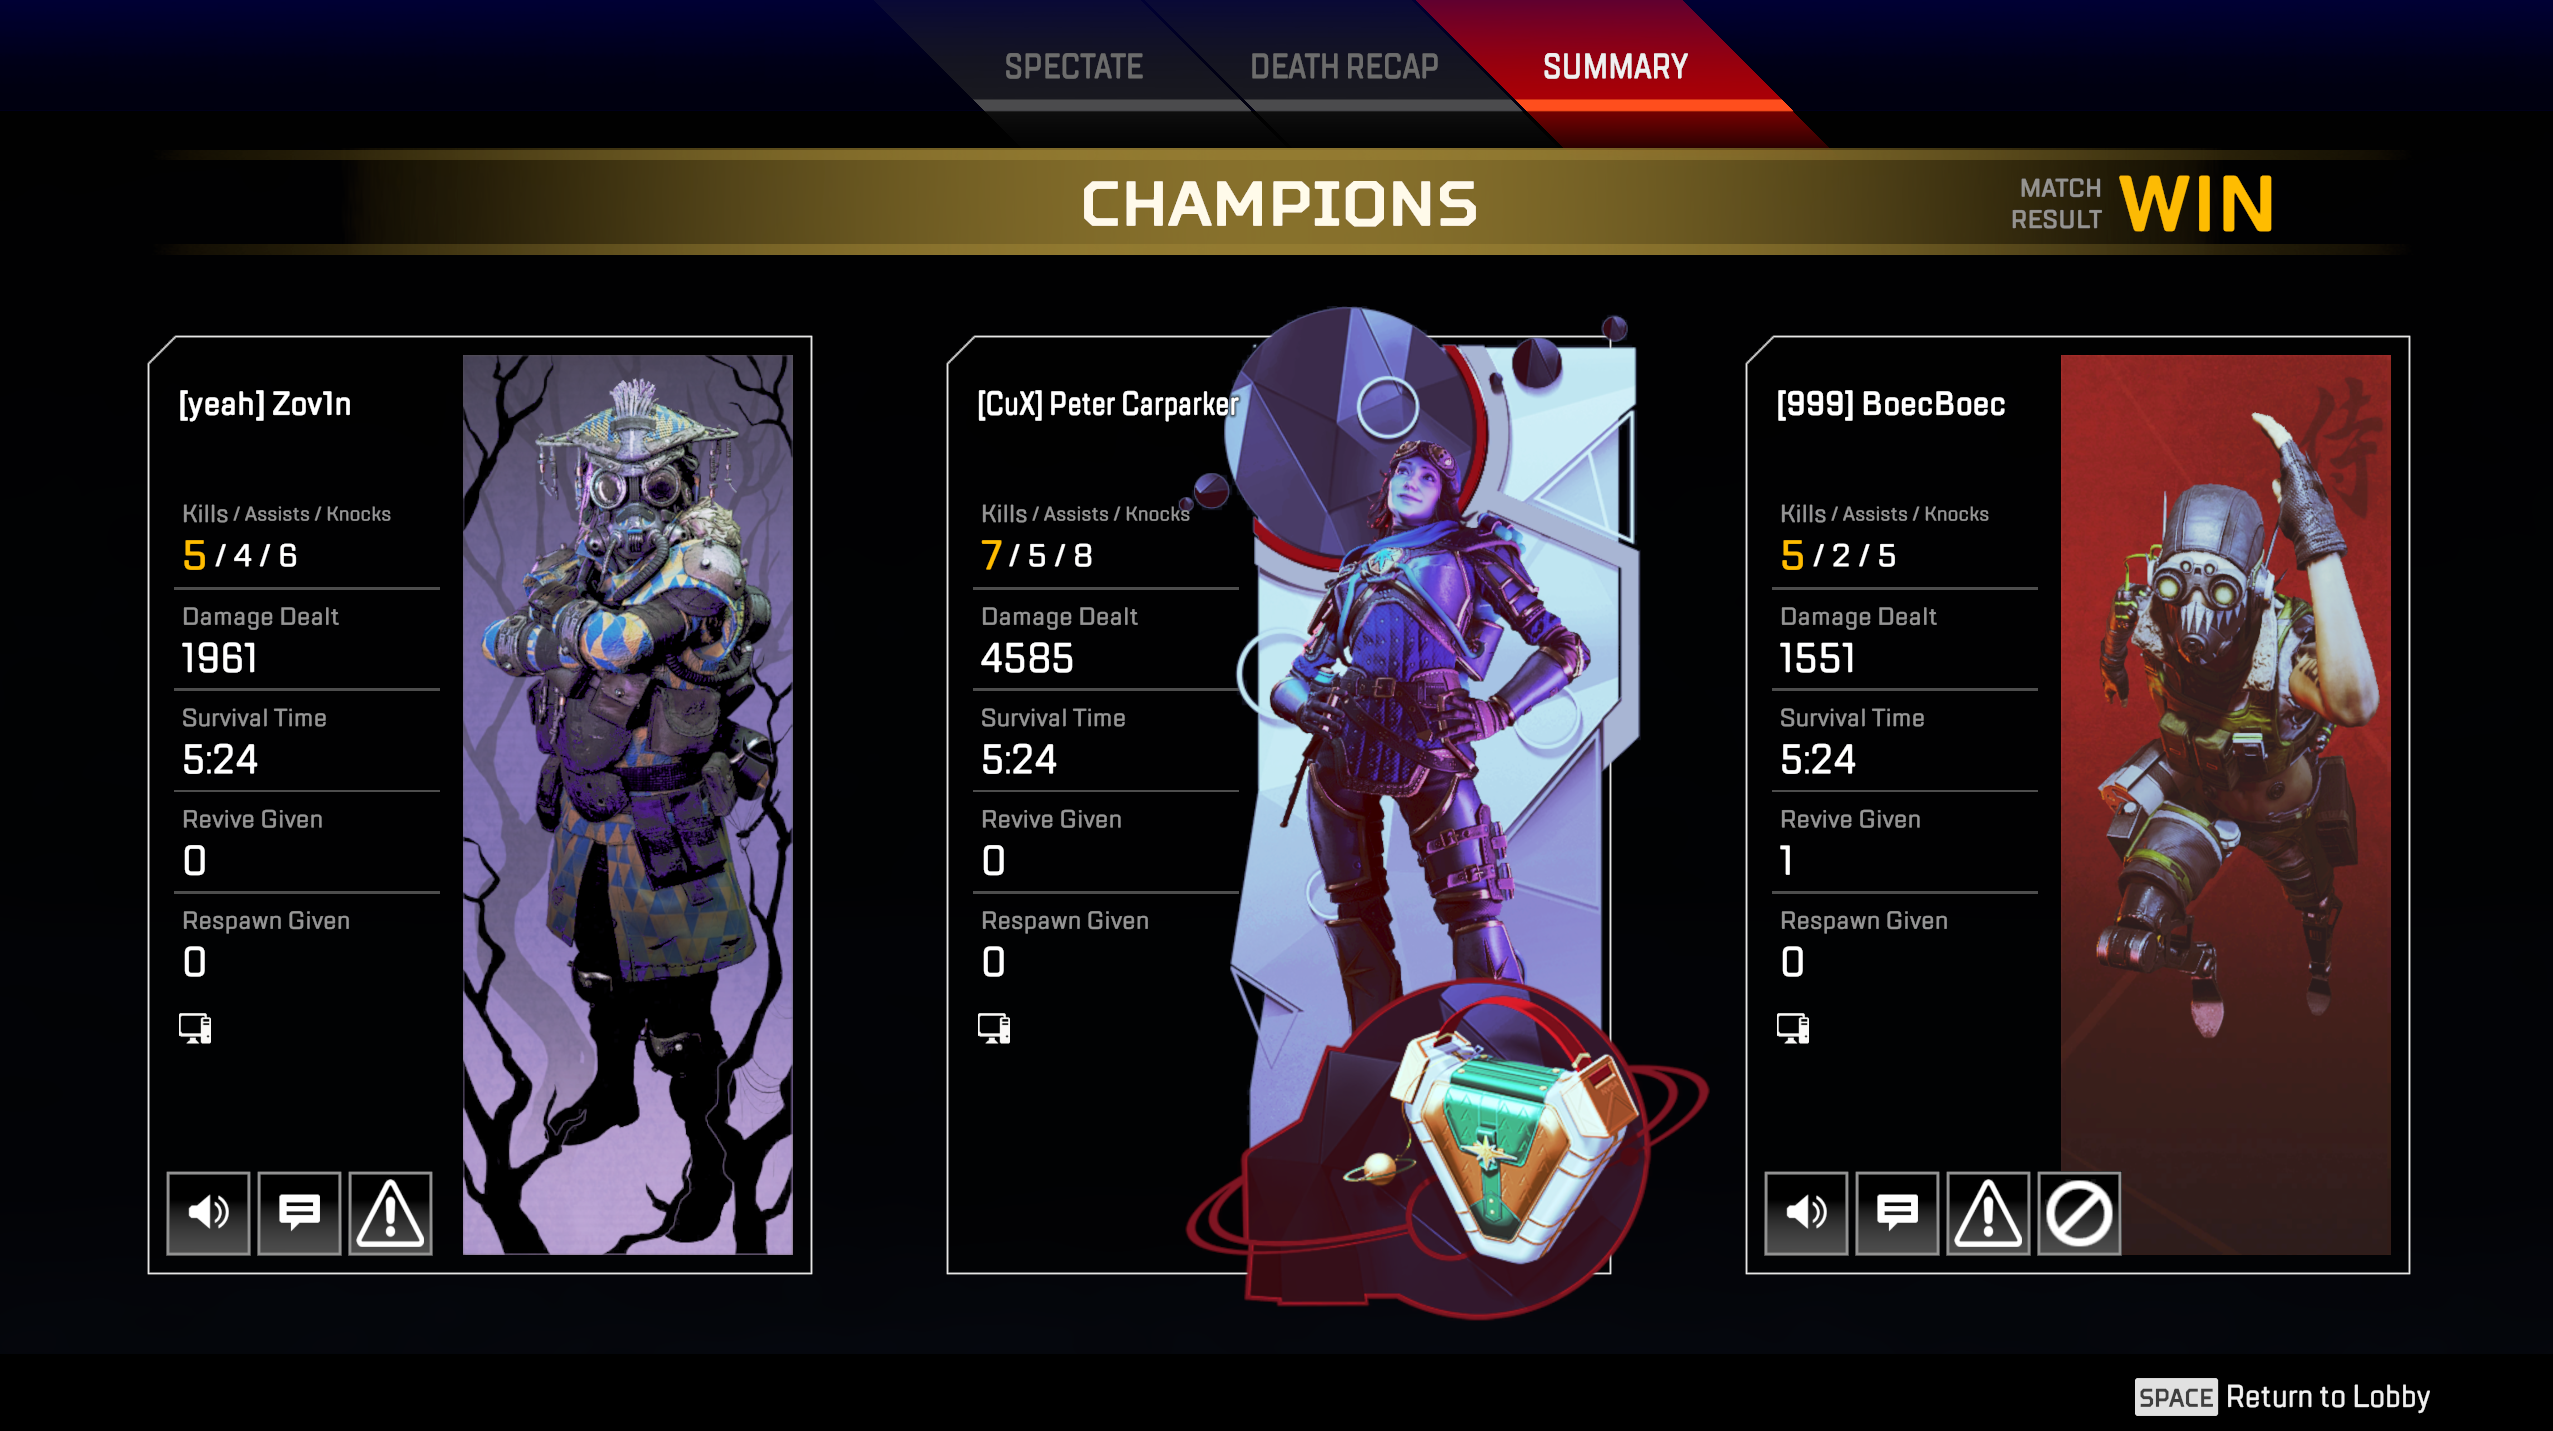 SPECTATE
DEATH RECAP
SUMMARY
CHAMPIONS
MATCH
RESULT
WIN
[yeah] Zov1n
Kills / Assists / Knocks
5 / 4 / 6
Damage Dealt
1961
Survival Time
5:24
Revive Given
0
Respawn Given
0
[CuX] Peter Carparker
Kills / Assists / Knocks
7 / 5 / 8
Damage Dealt
4585
Survival Time
5:24
Revive Given
0
Respawn Given
0
[999] BoecBoec
Kills / Assists / Knocks
5 / 2 / 5
Damage Dealt
1551
Survival Time
5:24
Revive Given
1
Respawn Given
0
侍
SPACE Return to Lobby